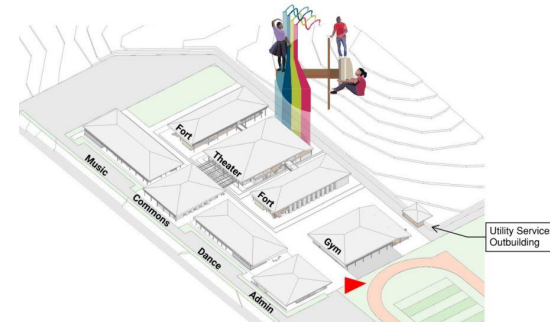 Fort
Theater
Music
Fort
Commons
Gym
Dance
Admin
Utility Service
Outbuilding